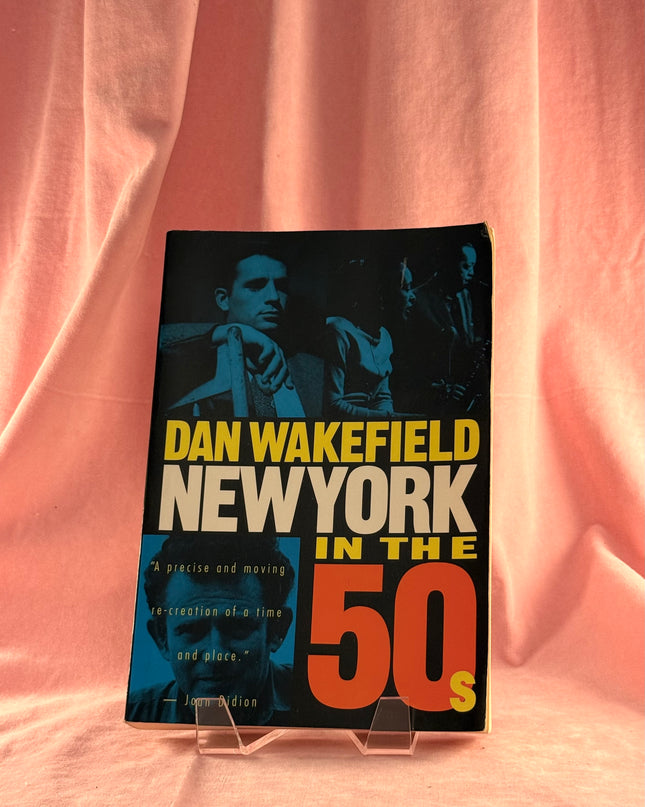 DAN WAKEFIELD
NEW YORK
IN THE
50s
"A precise and moving
re-creation of a time
and place."
— Joan Didion